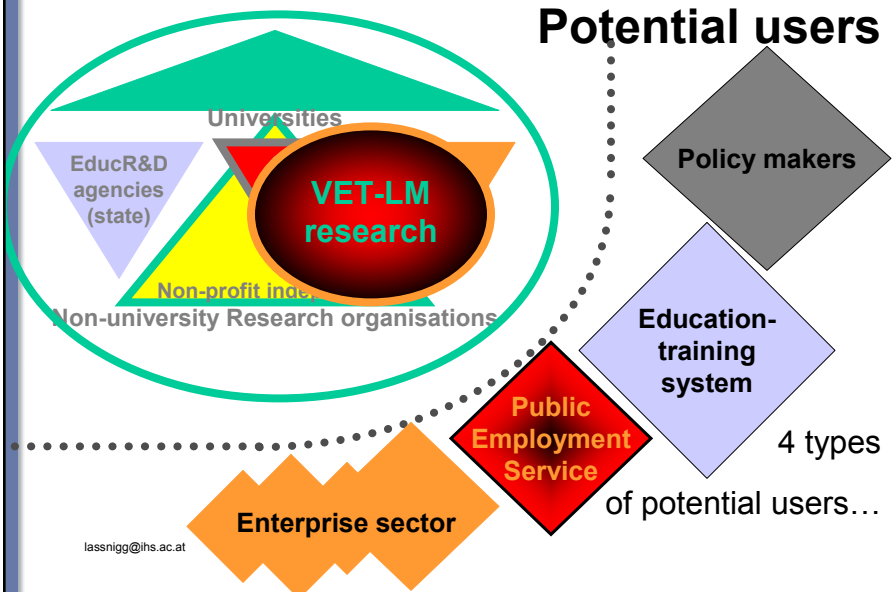 Potential users
Universities
EducR&D
agencies
(state)
VET-LM
research
Non-profit
Non-university Research organisations
Policy makers
Education-
training
system
Public
Employment
Service
4 types
of potential users…
Enterprise sector
lassnigg@ihs.ac.at